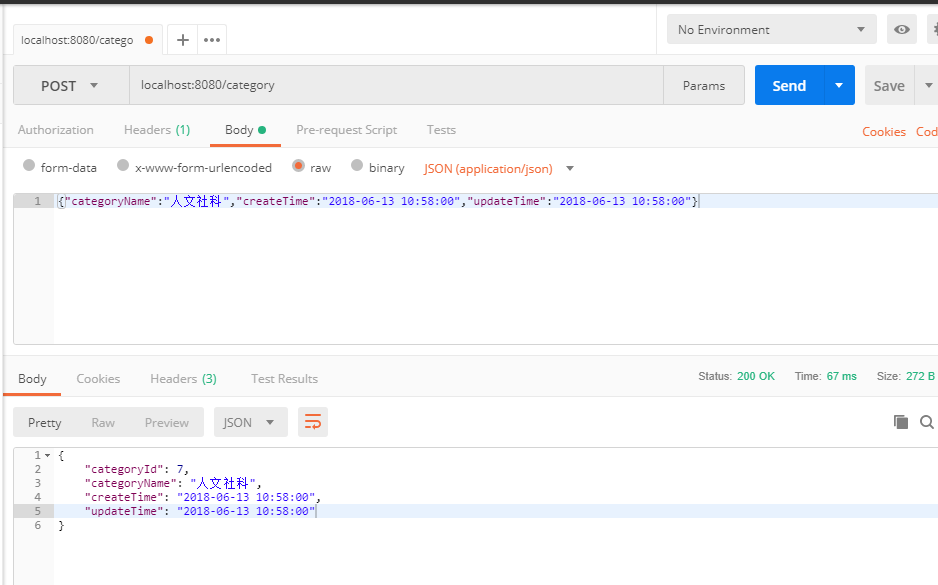 No Environment
localhost:8080/catego
POST localhost:8080/category Params Send Save
Authorization Headers (1) Body Pre-request Script Tests Cookies Cod
form-data x-www-form-urlencoded raw binary JSON (application/json)
1 {"categoryName":"人文社科","createTime":"2018-06-13 10:58:00","updateTime":"2018-06-13 10:58:00"}
Body Cookies Headers (3) Test Results Status: 200 OK Time: 67 ms Size: 272 B
Pretty Raw Preview JSON
1 {
2 "categoryId": 7,
3 "categoryName": "人文社科",
4 "createTime": "2018-06-13 10:58:00",
5 "updateTime": "2018-06-13 10:58:00"
6 }